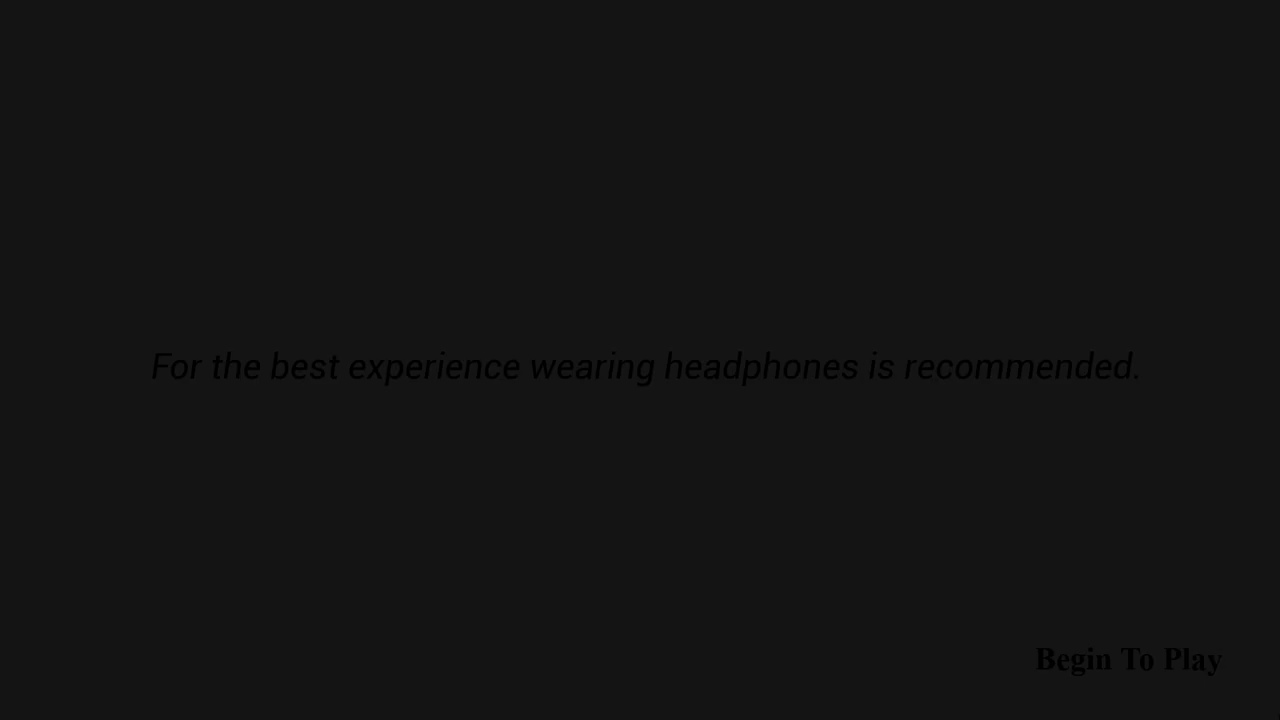 For the best experience wearing headphones is recommended.
Begin To Play